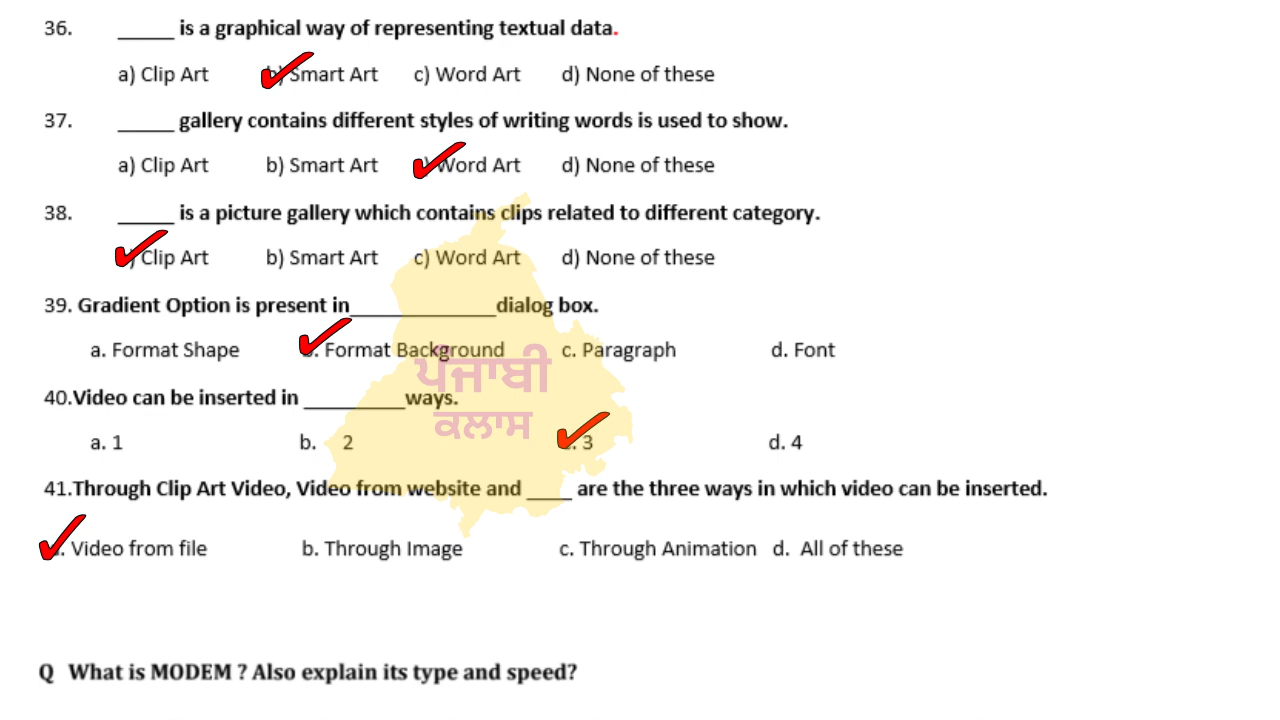 36. _____ is a graphical way of representing textual data.
a) Clip Art b) Smart Art c) Word Art d) None of these
37. _____ gallery contains different styles of writing words is used to show.
a) Clip Art b) Smart Art Word Art d) None of these
38. _____ is a picture gallery which contains clips related to different category.
Clip Art b) Smart Art c) Word Art d) None of these
39. Gradient Option is present in_____________dialog box.
a. Format Shape Format Background c. Paragraph d. Font
ਪੰਜਾਬੀ
40.Video can be inserted in _________ways.
ਕਲਾਸ
a. 1 b. 2 3 d. 4
41.Through Clip Art Video, Video from website and ____ are the three ways in which video can be inserted.
Video from file b. Through Image c. Through Animation d. All of these
Q What is MODEM ? Also explain its type and speed?